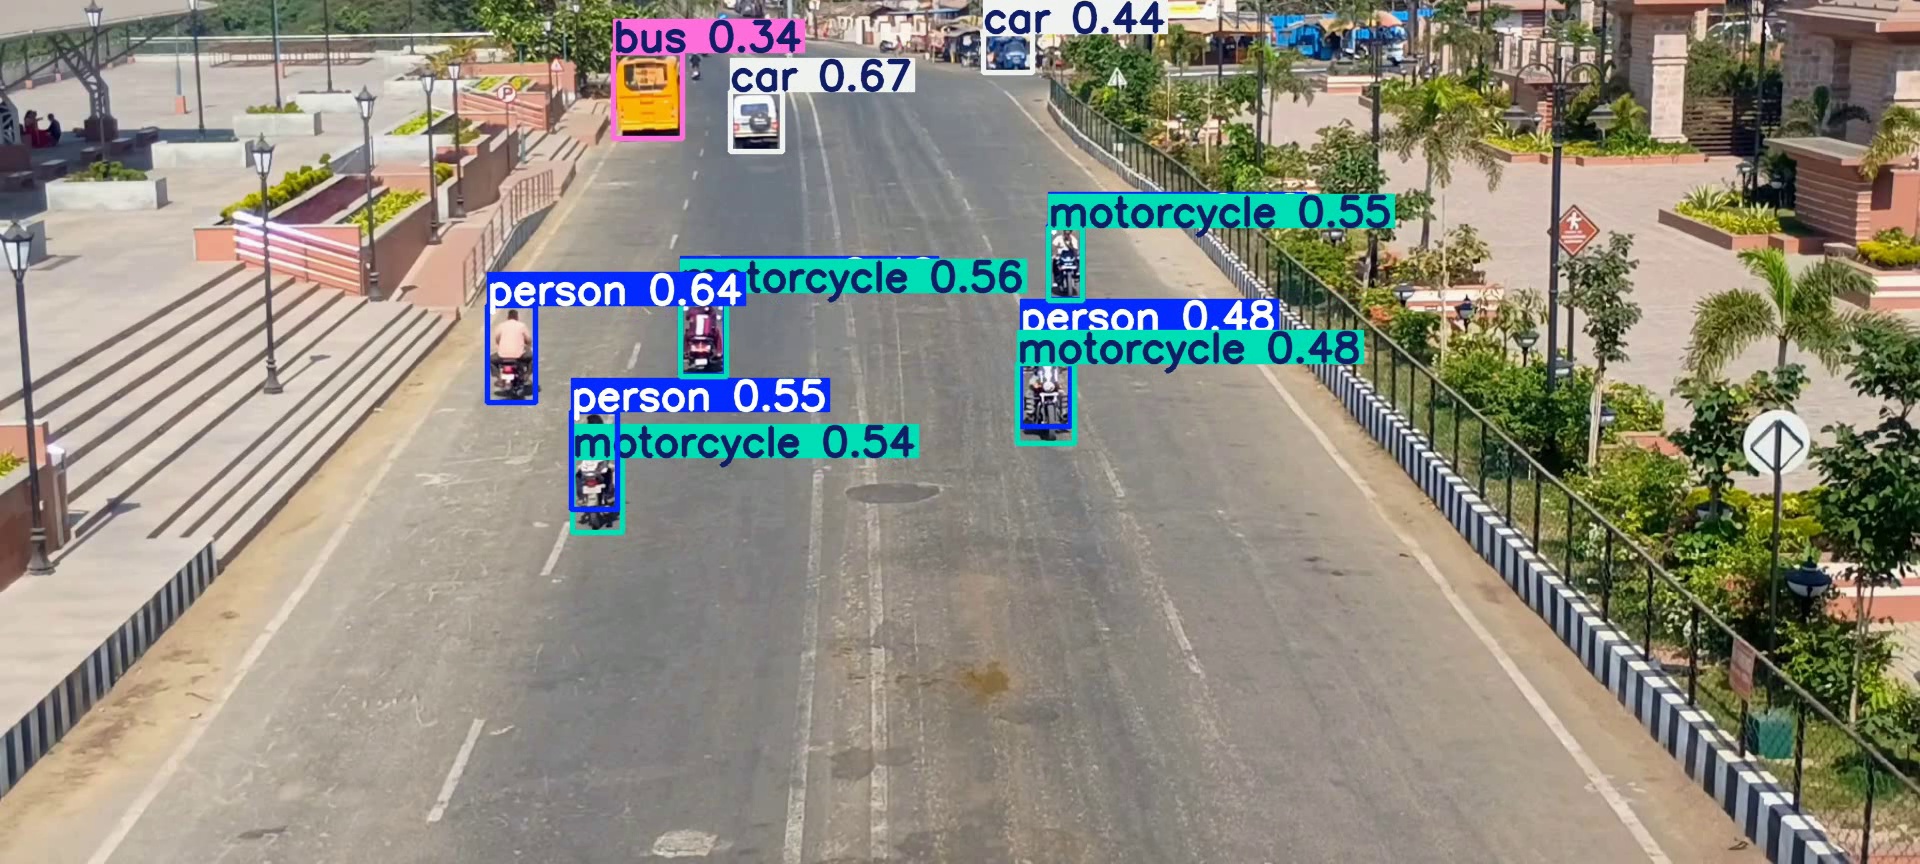 car 0.44
bus 0.34
car 0.67
motorcycle 0.55
motorcycle 0.56
person 0.64
person 0.48
motorcycle 0.48
person 0.55
motorcycle 0.54